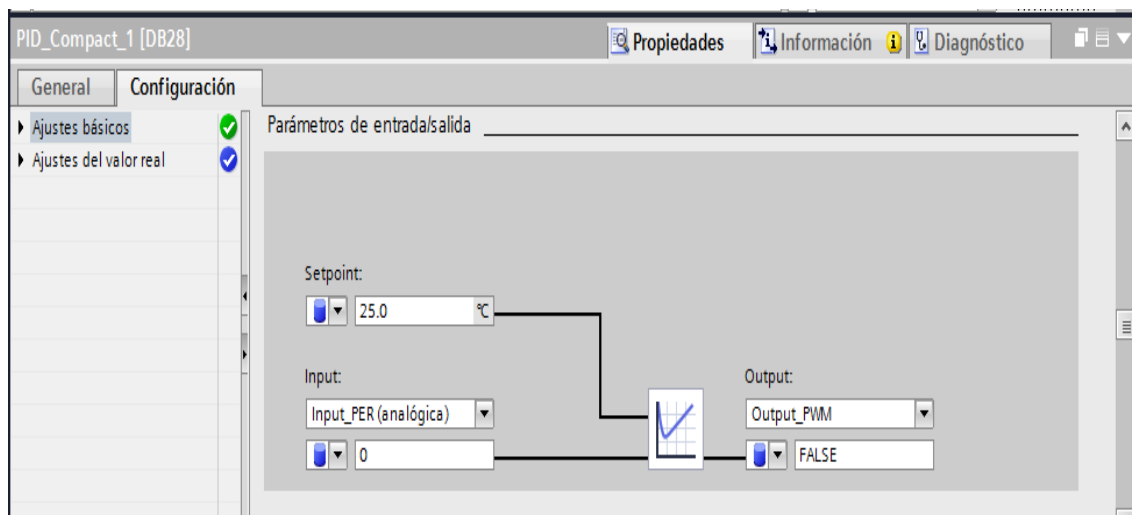 PID_Compact_1 [DB28]
Propiedades
Información
Diagnóstico
General
Configuración
Ajustes básicos
Ajustes del valor real
Parámetros de entrada/salida
Setpoint:
25.0 °C
Input:
Output:
Input_PER (analógica)
Output_PWM
0
FALSE